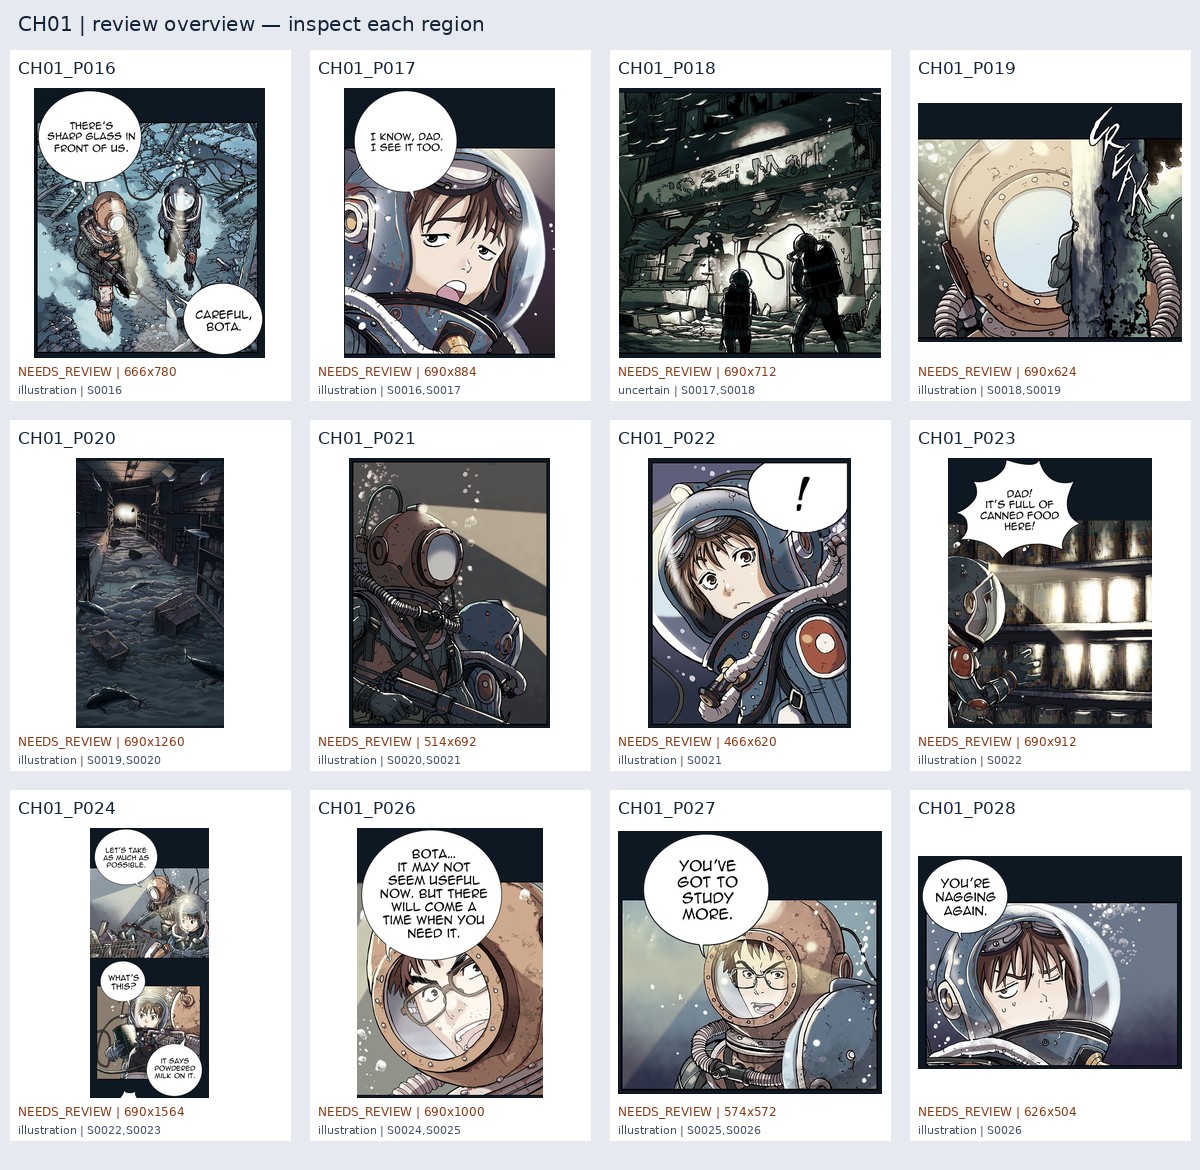 CH01 | review overview — inspect each region
CH01_P016
THERE'S
SHARP GLASS IN
FRONT OF US.
CAREFUL,
BOTA.
NEEDS_REVIEW | 666x780
illustration | S0016
CH01_P017
I KNOW, DAD.
I SEE IT TOO.
NEEDS_REVIEW | 690x884
illustration | S0016,S0017
CH01_P018
24
Mart
NEEDS_REVIEW | 690x712
uncertain | S0017,S0018
CH01_P019
CREAK
NEEDS_REVIEW | 690x624
illustration | S0018,S0019
CH01_P020
NEEDS_REVIEW | 690x1260
illustration | S0019,S0020
CH01_P021
NEEDS_REVIEW | 514x692
illustration | S0020,S0021
CH01_P022
!
NEEDS_REVIEW | 466x620
illustration | S0021
CH01_P023
DAD!
IT'S FULL OF
CANNED FOOD
HERE!
NEEDS_REVIEW | 690x912
illustration | S0022
CH01_P024
LET'S TAKE
AS MUCH AS
POSSIBLE.
WHAT'S
THIS?
IT SAYS
POWDERED
MILK ON IT.
NEEDS_REVIEW | 690x1564
illustration | S0022,S0023
CH01_P026
BOTA...
IT MAY NOT
SEEM USEFUL
NOW. BUT THERE
WILL COME A
TIME WHEN YOU
NEED IT.
NEEDS_REVIEW | 690x1000
illustration | S0024,S0025
CH01_P027
YOU'VE
GOT TO
STUDY
MORE.
NEEDS_REVIEW | 574x572
illustration | S0025,S0026
CH01_P028
YOU'RE
NAGGING
AGAIN.
NEEDS_REVIEW | 626x504
illustration | S0026